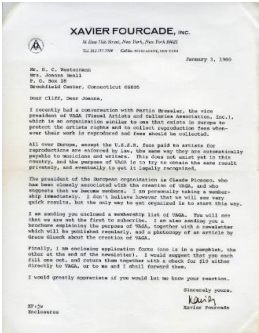 XAVIER FOURCADE, INC.
36 East 75th Street, New York, New York 10021
January 3, 1980
Mr. H. C. Westermann
Mrs. Joanna Beall
P. O. Box 28
Brookfield Center, Connecticut 06805
Dear Cliff, Dear Joanna,
I recently had a conversation with Martin Bressler, the vice
president of VAGA (Visual Artists and Galleries Association, Inc.),
which is an organization similar to one that exists in Europe to
protect the artists rights and to collect reproduction fees when-
ever their work is reproduced and fees should be collected.
All over Europe, except the U.S.S.R. fees paid to artists for
reproductions are enforced by law, the same way they are automatically
payable to musicians and writers. This does not exist yet in this
country, and the purpose of VAGA is to try to obtain the same result
privately, and eventually to get it legally recognized.
The president of the European organization is Claude Picasso, who
has been closely associated with the creation of VAGA, and who
suggests that we become members. I am personally taking a member-
ship immediately. I don't believe however that we will see very
quick results, but the only way to get organized is to start this way.
I am sending you enclosed a membership list of VAGA. You will see
that we are not the first to subscribe. I am also sending you a
brochure explaining the purpose of VAGA, together with a newsletter
which will be published regularly, and a photocopy of an article by
Grace Glueck about the creation of VAGA.
Finally, I am enclosing application forms (one is in a pamphlet, the
other at the end of the newsletter). I would suggest that you each
fill one out, and return them together with a check for $10 either
directly to VAGA, or to me and I shall forward them.
I would greatly appreciate if you would let me know your reaction.
Sincerely yours,
Xavier
XF:jw
Xavier Fourcade
Enclosures